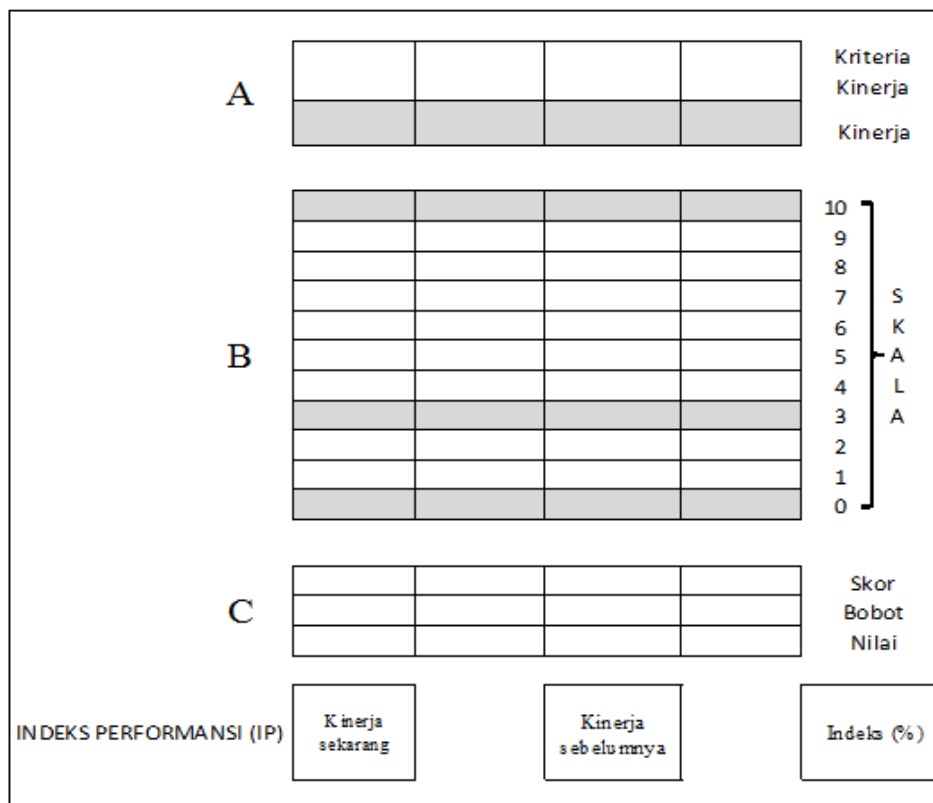 A
Kriteria
Kinerja
Kinerja
B
10
9
8
7
6
5
4
3
2
1
0
S
K
A
L
A
C
Skor
Bobot
Nilai
INDEKS PERFORMANSI (IP)
Kinerja
sekarang
Kinerja
sebelumnya
Indeks (%)